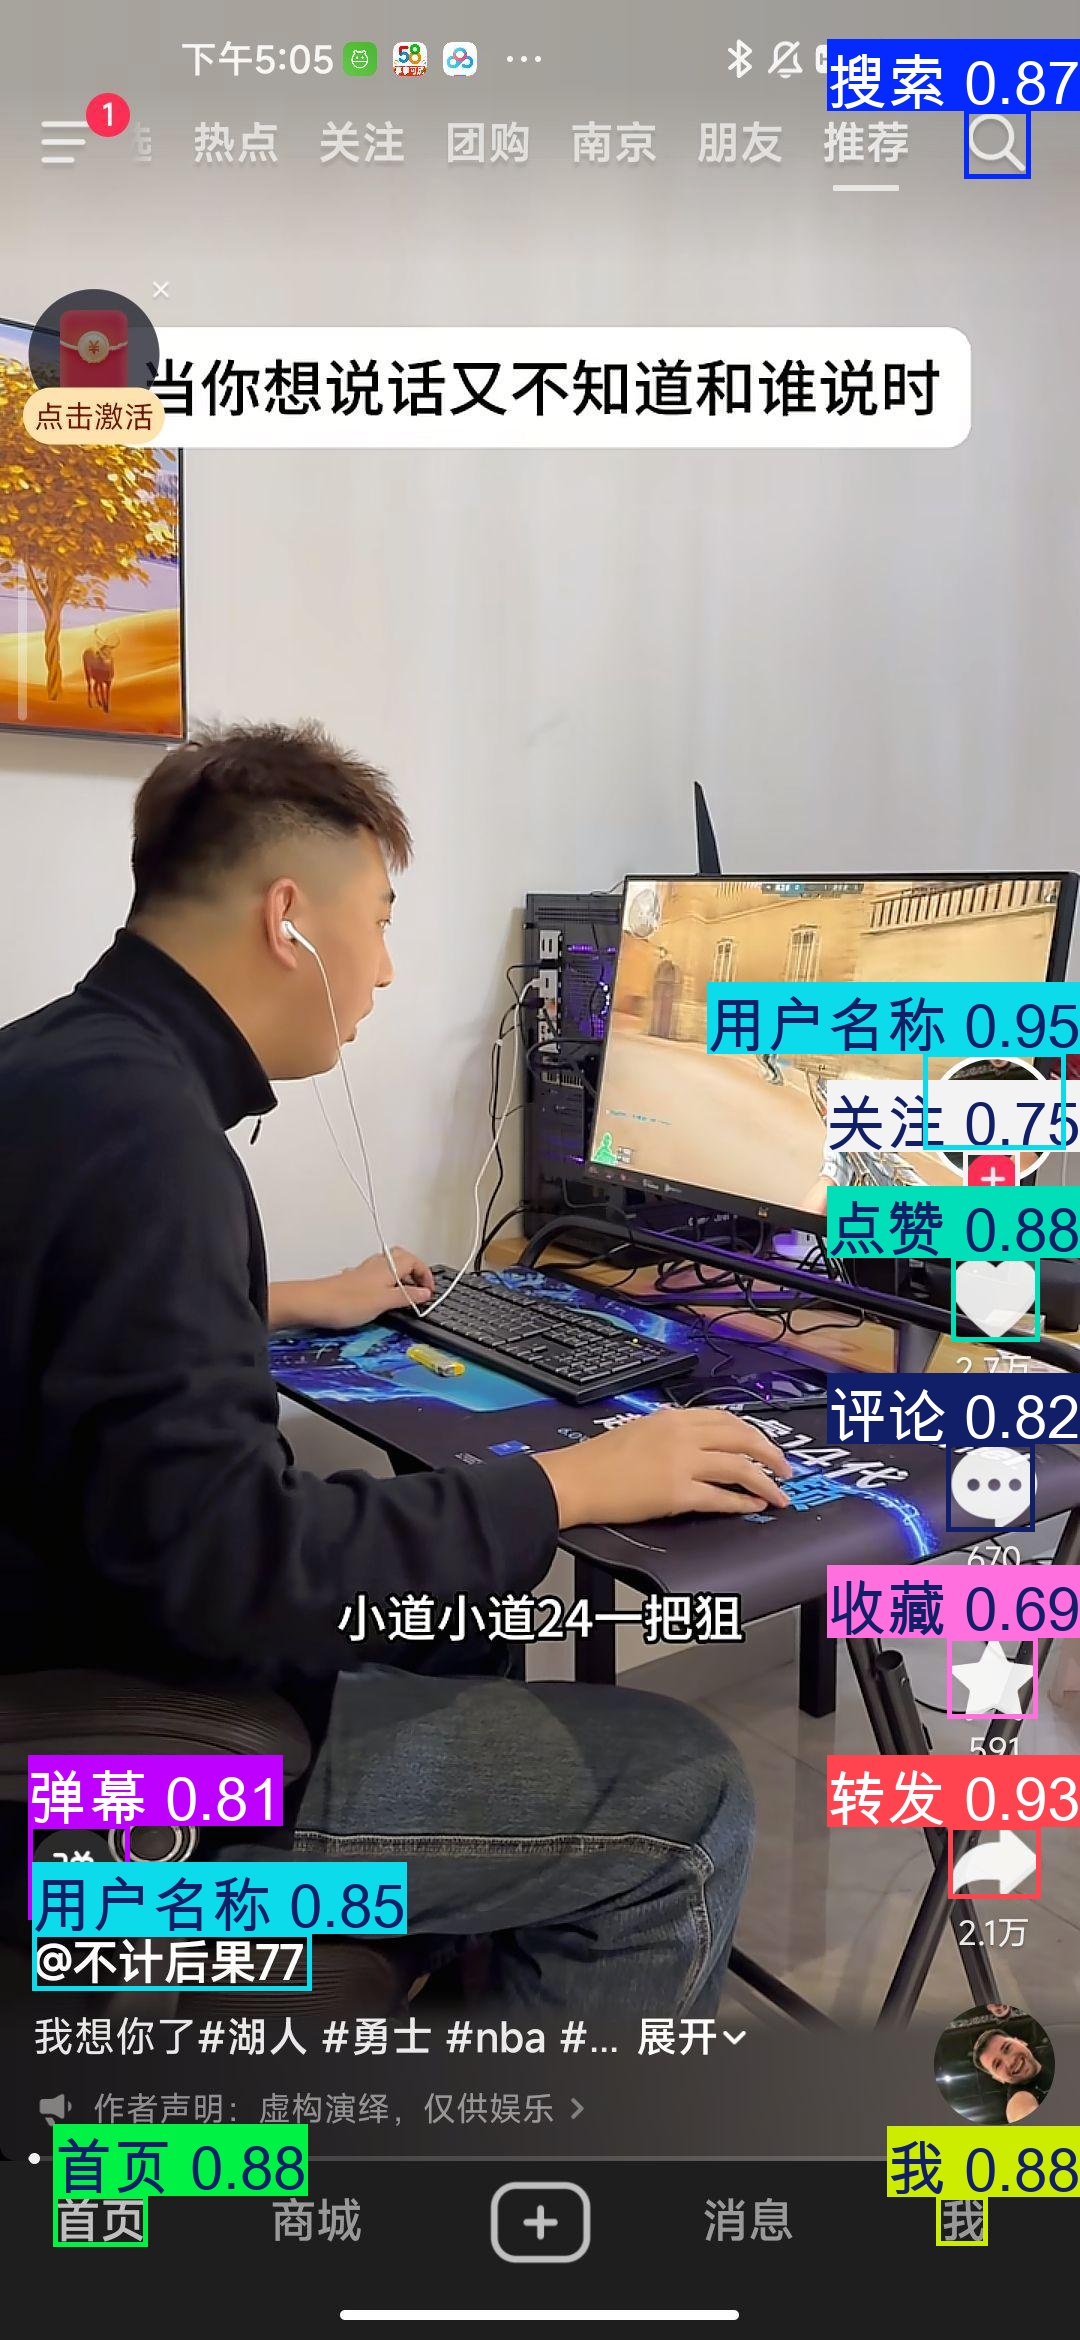 下午5:05
58
搜索 0.87
1
热点 关注 团购 南京 朋友 推荐
当你想说话又不知道和谁说时
点击激活
用户名称 0.95
关注 0.75
点赞 0.88
2.7万
评论 0.82
670
小道小道24一把狙
收藏 0.69
591
弹幕 0.81
转发 0.93
用户名称 0.85
@不计后果77
2.1万
我想你了#湖人 #勇士 #nba #... 展开
作者声明：虚构演绎，仅供娱乐
首页 0.88
我 0.88
首页 商城 消息 我